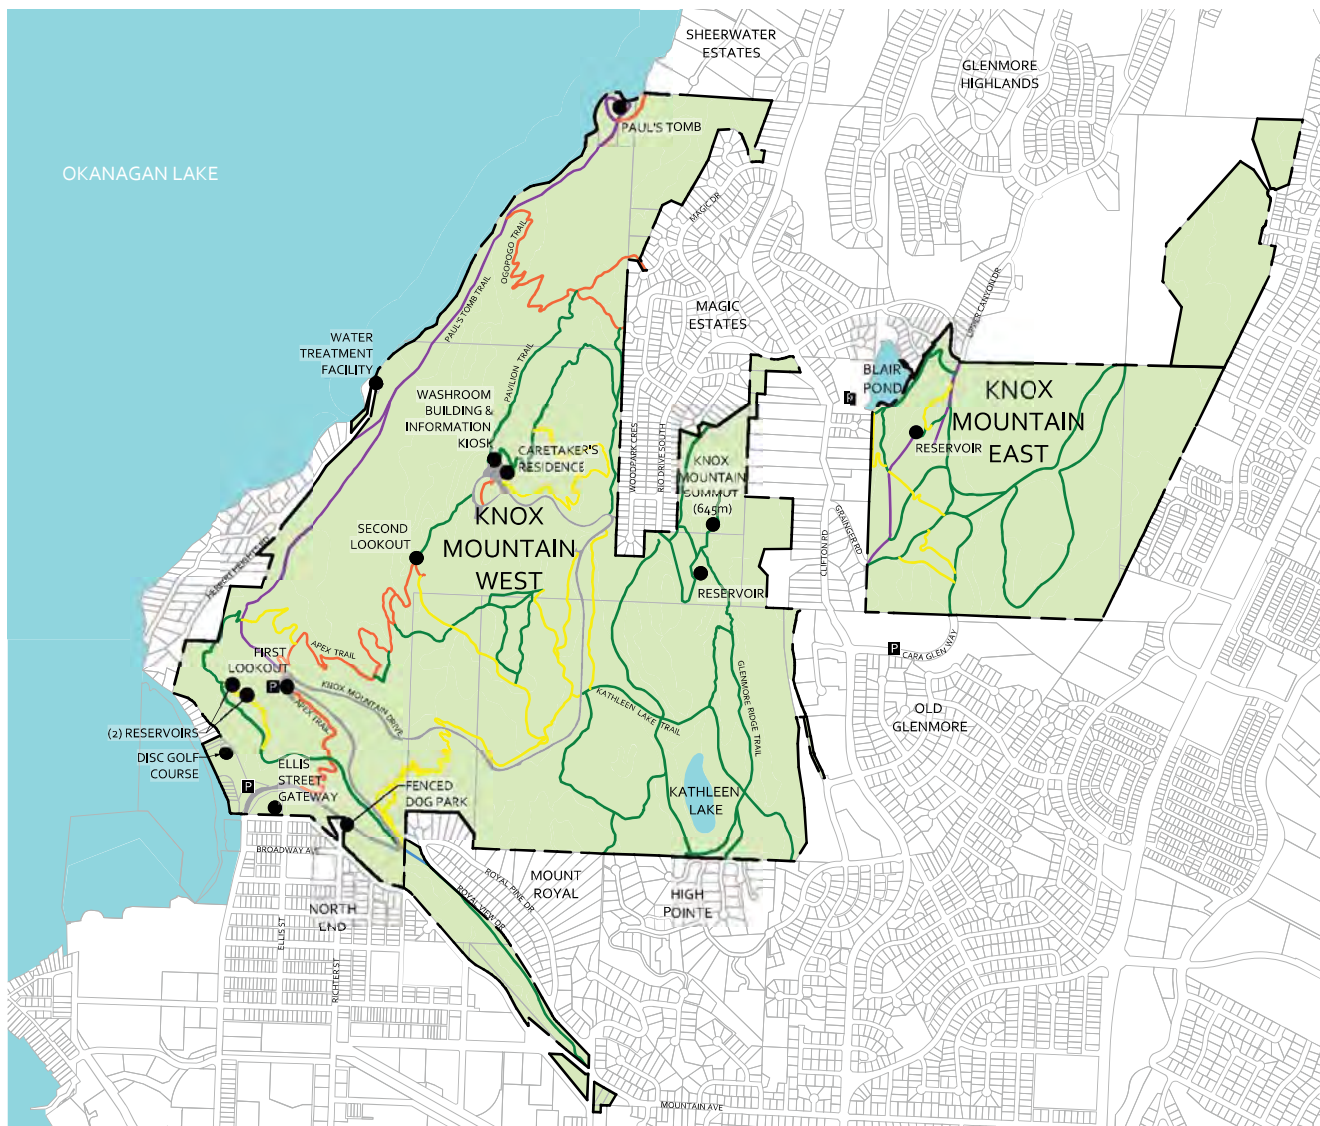 SHEERWATER
ESTATES
GLENMORE
HIGHLANDS
PAUL'S TOMB
OKANAGAN LAKE
MAGIC DR
OGOPOGO TRAIL
PAUL'S TOMB TRAIL
UPPER CANYON DR
MAGIC
ESTATES
WATER
TREATMENT
FACILITY
PAVILION TRAIL
BLAIR
POND
P
KNOX
MOUNTAIN
EAST
WASHROOM
BUILDING &
INFORMATION
KIOSK
CARETAKER'S
RESIDENCE
WOODPARK CRES
RIO DRIVE SOUTH
KNOX
MOUNTAIN
SUMMUT
(645m)
RESERVOIR
SECOND
LOOKOUT
KNOX
MOUNTAIN
WEST
GRAINGER RD
CLIFTON RD
RESERVOIR
APEX TRAIL
FIRST
LOOKOUT
P
KNOX MOUNTAIN DRIVE
APEX TRAIL
P
CARA GLEN WAY
KATHLEEN LAKE TRAIL
GLENMORE RIDGE TRAIL
OLD
GLENMORE
(2) RESERVOIRS
DISC GOLF
COURSE
P
ELLIS
STREET
GATEWAY
FENCED
DOG PARK
KATHLEEN
LAKE
BROADWAY AVE
MOUNT
ROYAL
ROYAL PINE DR
ROYAL VIEW DR
HIGH
POINTE
NORTH
END
ELLIS ST
RICHTER ST
MOUNTAIN AVE